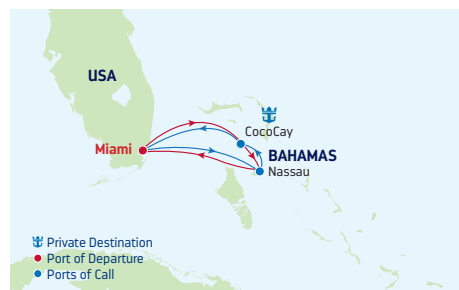 USA
CocoCay
Miami
BAHAMAS
Nassau
Private Destination
Port of Departure
Ports of Call